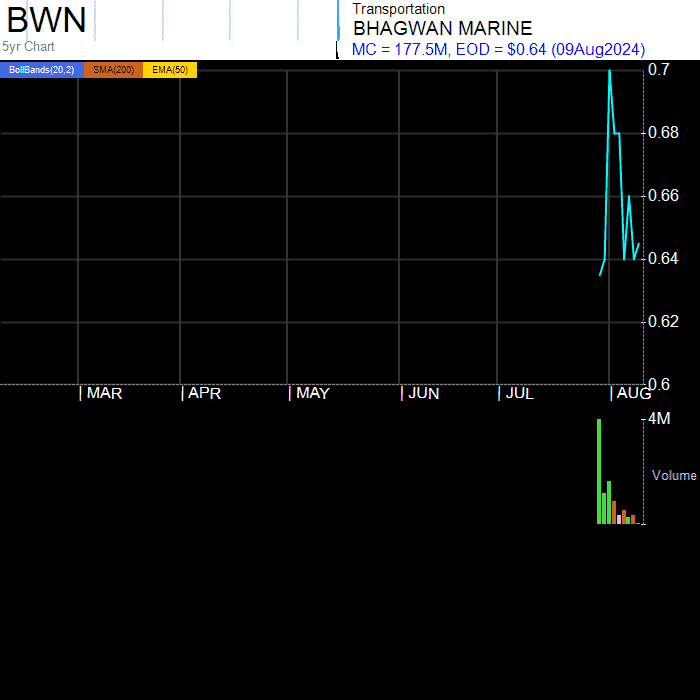 BWN
5yr Chart
Transportation
BHAGWAN MARINE
MC = 177.5M, EOD = $0.64 (09Aug2024)
BollBands(20,2) SMA(200) EMA(50)
0.7
0.68
0.66
0.64
0.62
0.6
| MAR | APR | MAY | JUN | JUL | AUG
4M
Volume